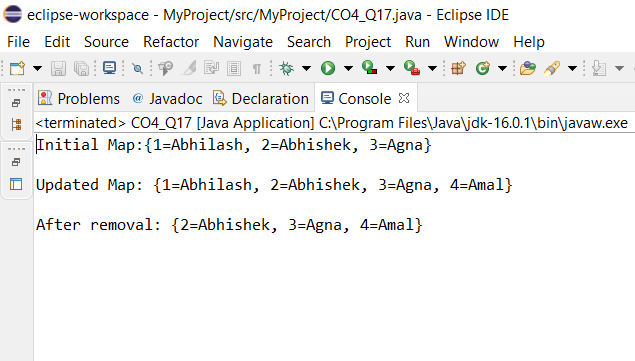 eclipse-workspace - MyProject/src/MyProject/CO4_Q17.java - Eclipse IDE
File Edit Source Refactor Navigate Search Project Run Window Help
Problems @ Javadoc Declaration Console
<terminated> CO4_Q17 [Java Application] C:\Program Files\Java\jdk-16.0.1\bin\javaw.exe
Initial Map:{1=Abhilash, 2=Abhishek, 3=Agna}
Updated Map: {1=Abhilash, 2=Abhishek, 3=Agna, 4=Amal}
After removal: {2=Abhishek, 3=Agna, 4=Amal}